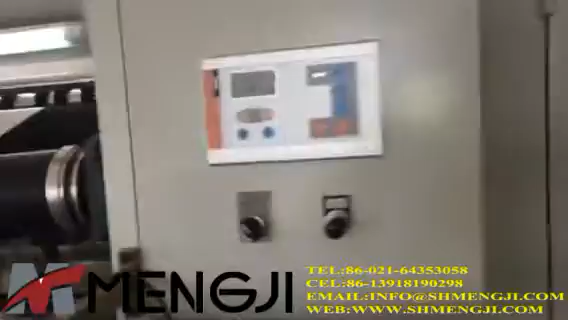 MENGJI
TEL:86-021-64353058
CEL:86-13918190298
EMAIL:INFO@SHMENGJI.COM
WEB:WWW.SHMENGJI.COM